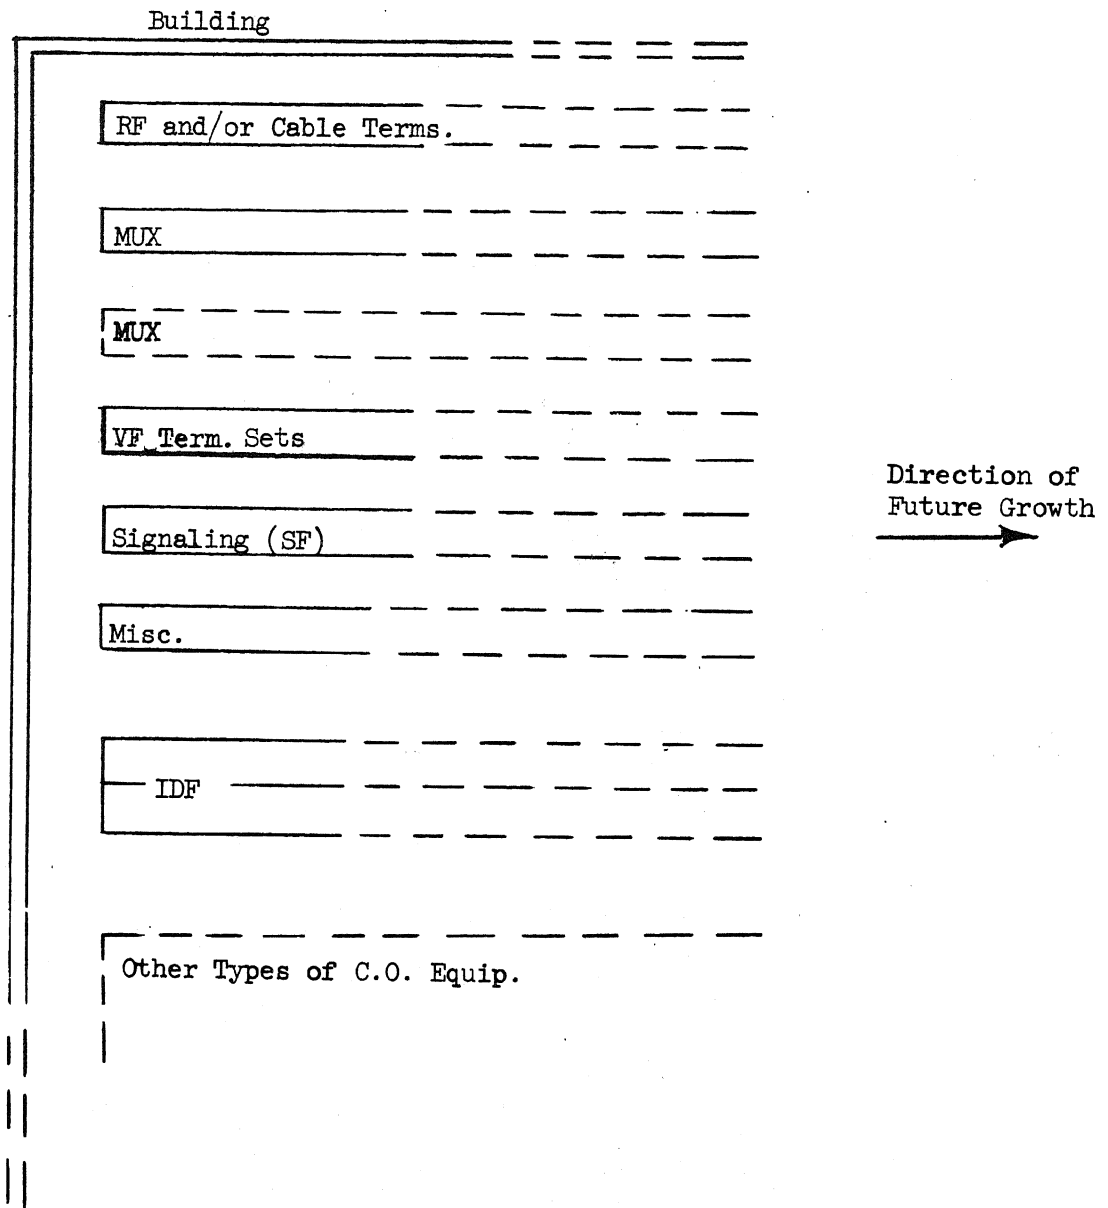 Building
RF and/or Cable Terms.
MUX
MUX
VF Term. Sets
Direction of
Future Growth
Signaling (SF)
Misc.
IDF
Other Types of C.O. Equip.